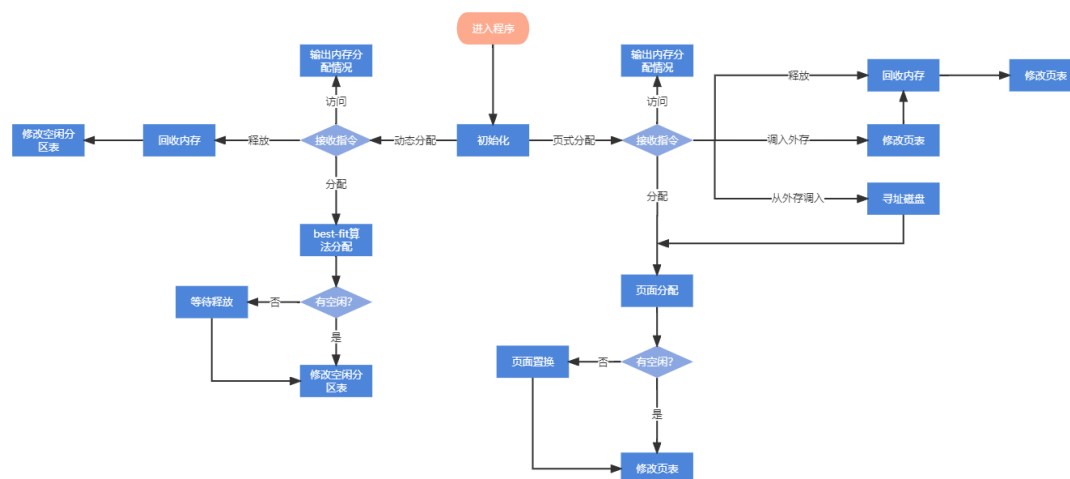 进入程序
输出内存分
配情况
输出内存分
配情况
释放
回收内存
修改页表
访问
访问
修改空闲分
区表
回收内存
释放
接收指令
动态分配
初始化
页式分配
接收指令
调入外存
修改页表
分配
分配
从外存调入
寻址磁盘
best-fit算
法分配
页面分配
等待释放
否
有空闲?
是
页面置换
否
有空闲?
修改空闲分
区表
是
修改页表